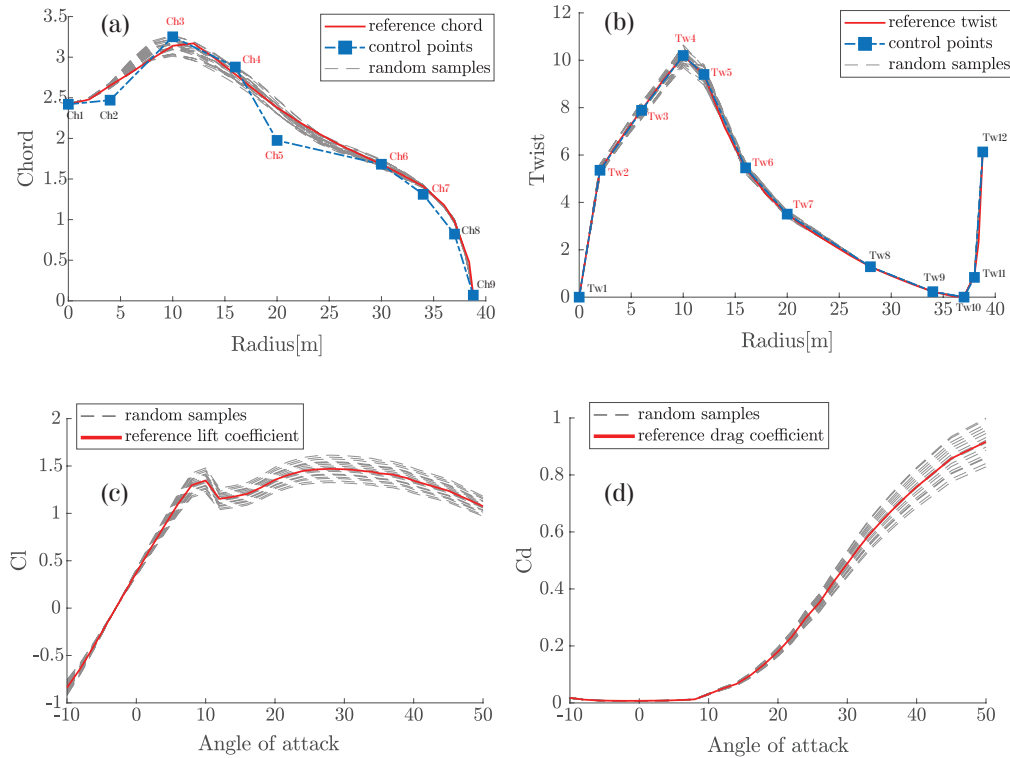 (a)
reference chord
control points
random samples
3.5
3
2.5
2
1.5
1
0.5
0
Chord
Ch1
Ch2
Ch3
Ch4
Ch5
Ch6
Ch7
Ch8
Ch9
0 5 10 15 20 25 30 35 40
Radius[m]
(b)
reference twist
control points
random samples
12
10
8
6
4
2
0
Twist
Tw1
Tw2
Tw3
Tw4
Tw5
Tw6
Tw7
Tw8
Tw9
Tw10
Tw11
Tw12
0 5 10 15 20 25 30 35 40
Radius[m]
random samples
reference lift coefficient
(c)
2
1.5
1
0.5
0
-0.5
-1
Cl
-10 0 10 20 30 40 50
Angle of attack
random samples
reference drag coefficient
(d)
1
0.8
0.6
0.4
0.2
0
Cd
-10 0 10 20 30 40 50
Angle of attack